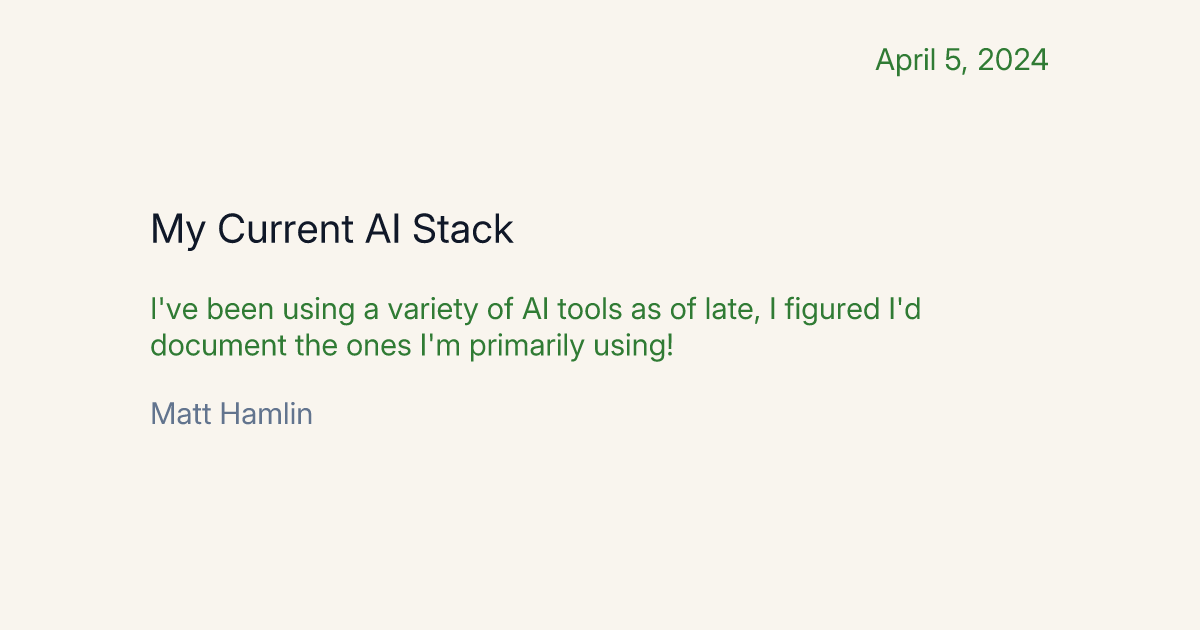 April 5, 2024
My Current AI Stack
I've been using a variety of AI tools as of late, I figured I'd
document the ones I'm primarily using!
Matt Hamlin